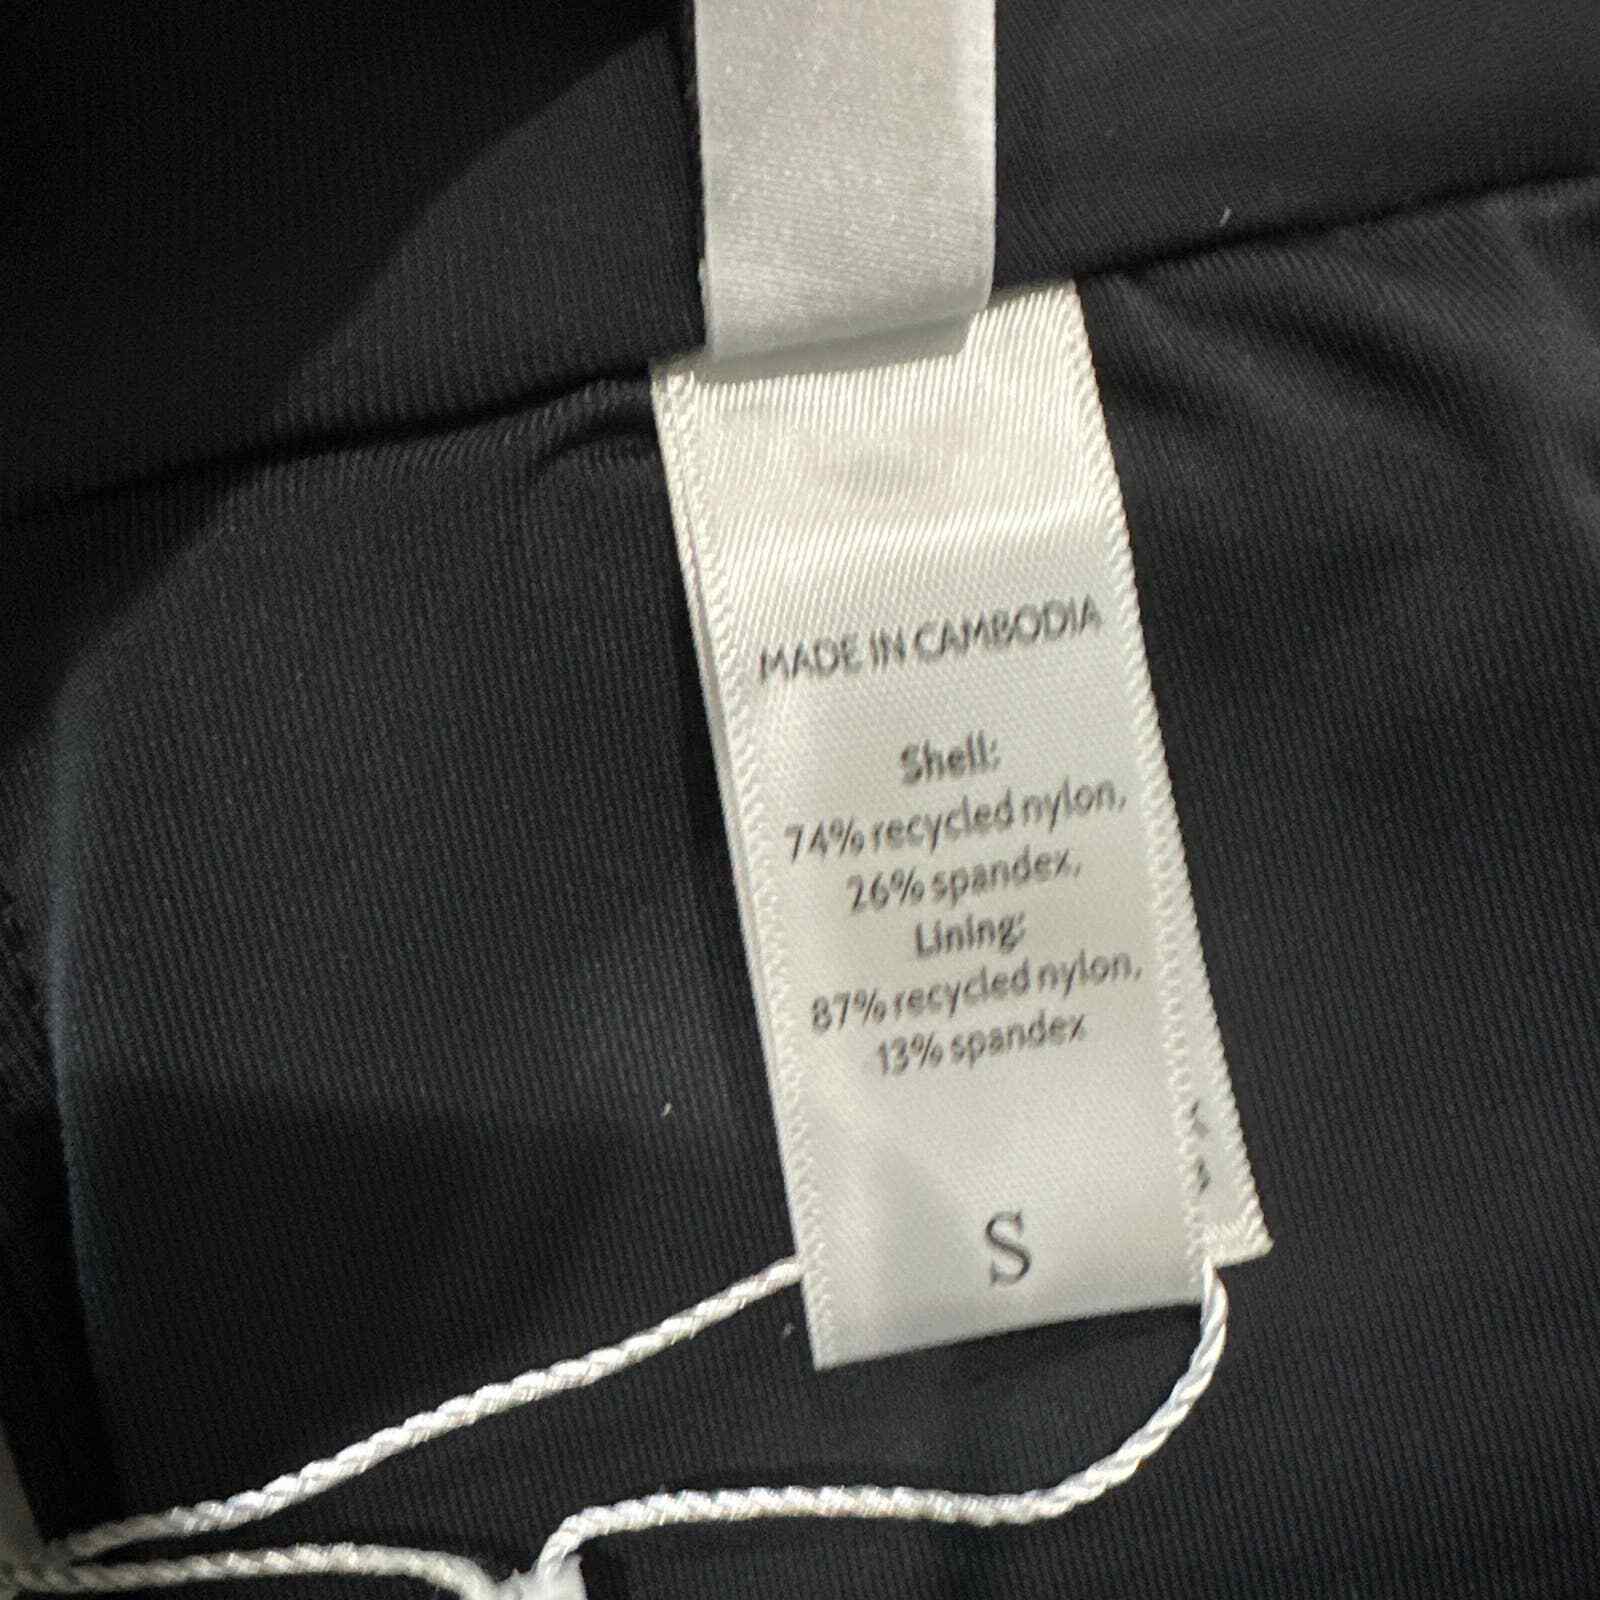 MADE IN CAMBODIA
Shell:
74% recycled nylon,
26% spandex,
Lining:
87% recycled nylon,
13% spandex
S